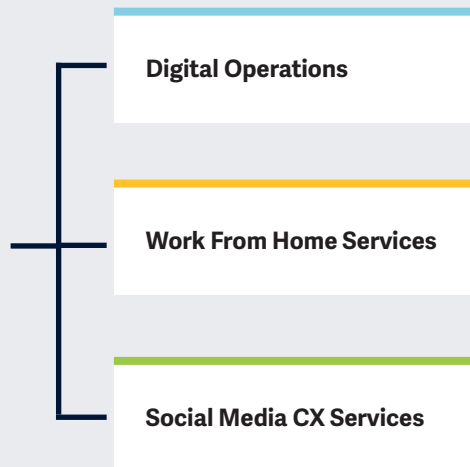 Digital Operations
Work From Home Services
Social Media CX Services